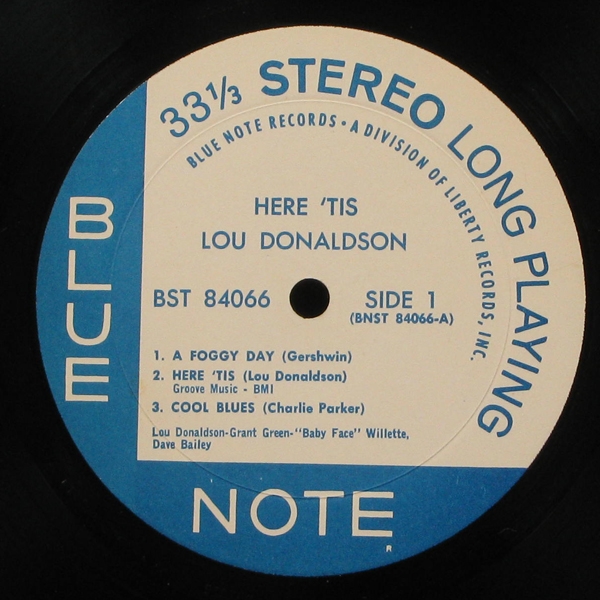 33 1/3 STEREO LONG PLAYING
BLUE NOTE RECORDS • A DIVISION OF LIBERTY RECORDS, INC.
HERE 'TIS
LOU DONALDSON
BST 84066
SIDE 1
(BNST 84066-A)
1. A FOGGY DAY (Gershwin)
2. HERE 'TIS (Lou Donaldson)
Groove Music - BMI
3. COOL BLUES (Charlie Parker)
Lou Donaldson-Grant Green-"Baby Face" Willette,
Dave Bailey
BLUE
NOTE
R